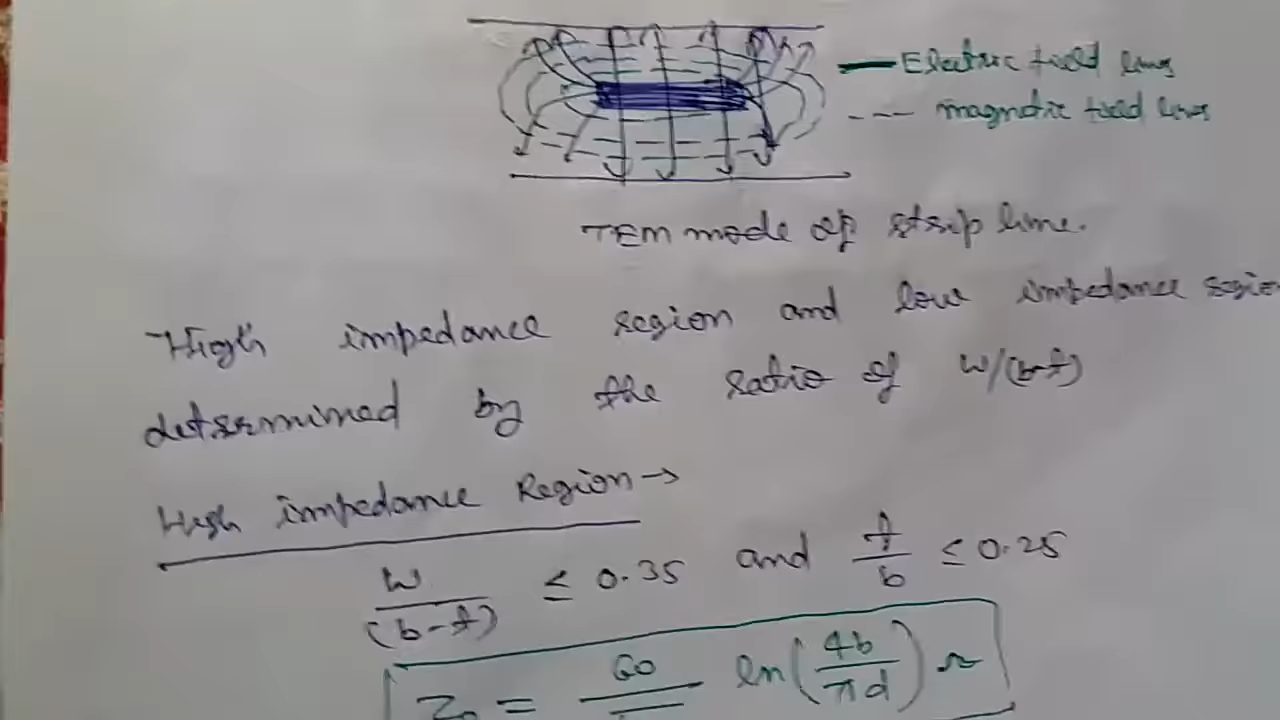 Electric field lines
--- magnetic field lines
TEM mode of strip line.
High impedance region and low impedance regio
determined by the ratio of W/(b-t)
High impedance Region →
W/(b-t) ≤ 0.35 and t/b ≤ 0.25
Z0 = 60/√ ln(4b/πd) Ω